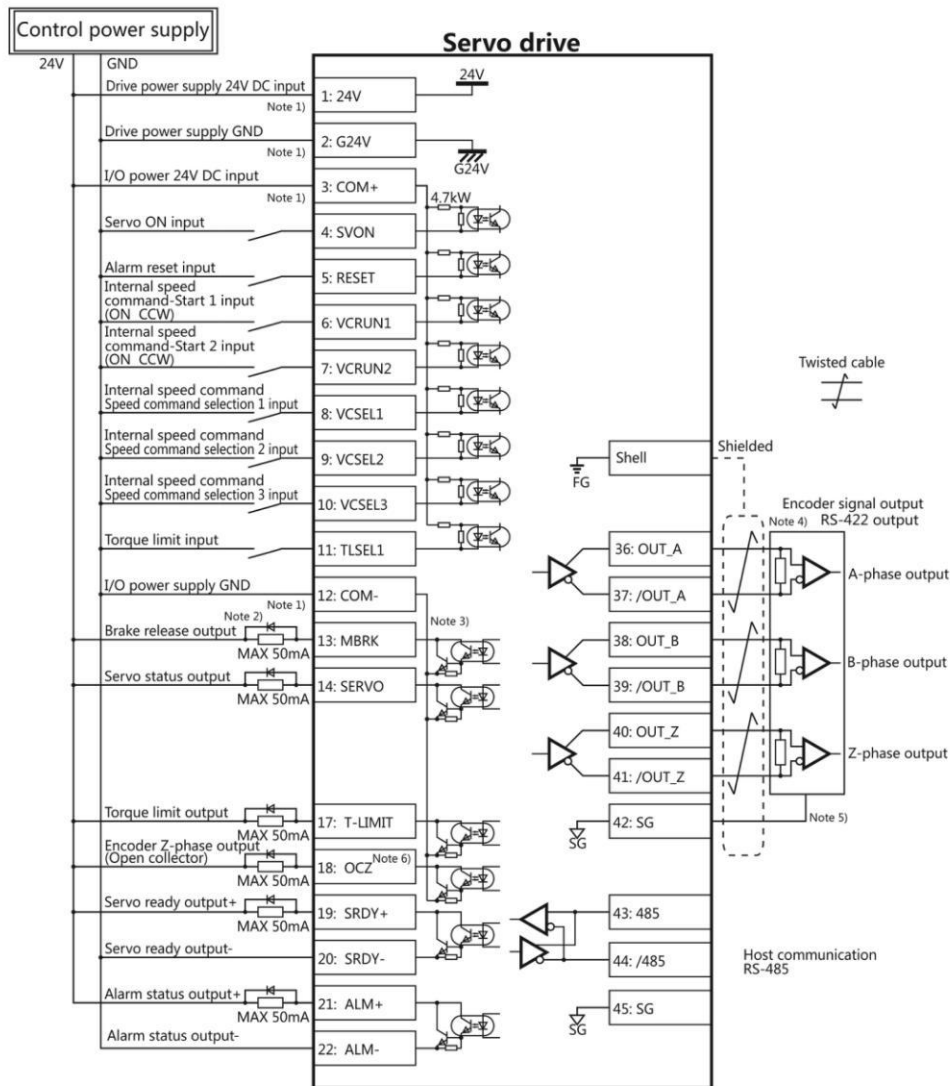 Control power supply
24V
GND
Servo drive
Drive power supply 24V DC input
Note 1)
1: 24V
24V
Drive power supply GND
Note 1)
2: G24V
G24V
I/O power 24V DC input
Note 1)
3: COM+
4.7kW
Servo ON input
4: SVON
Alarm reset input
5: RESET
Internal speed
command-Start 1 input
(ON CCW)
6: VCRUN1
Internal speed
command-Start 2 input
(ON CCW)
7: VCRUN2
Internal speed command
Speed command selection 1 input
8: VCSEL1
Internal speed command
Speed command selection 2 input
9: VCSEL2
Internal speed command
Speed command selection 3 input
10: VCSEL3
Torque limit input
11: TLSEL1
I/O power supply GND
Note 1)
12: COM-
Brake release output
Note 2)
MAX 50mA
13: MBRK
Note 3)
Servo status output
MAX 50mA
14: SERVO
Torque limit output
MAX 50mA
17: T-LIMIT
Encoder Z-phase output
(Open collector)
MAX 50mA
18: OCZ Note 6)
Servo ready output+
MAX 50mA
19: SRDY+
Servo ready output-
20: SRDY-
Alarm status output+
MAX 50mA
21: ALM+
Alarm status output-
22: ALM-
Twisted cable
Shell
Shielded
FG
Encoder signal output
RS-422 output
Note 4)
36: OUT_A
A-phase output
37: /OUT_A
38: OUT_B
B-phase output
39: /OUT_B
40: OUT_Z
Z-phase output
41: /OUT_Z
42: SG
SG
Note 5)
43: 485
44: /485
Host communication
RS-485
45: SG
SG